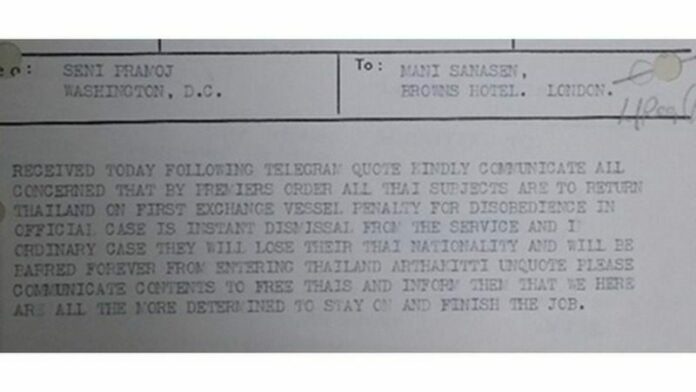 SENI PRAMOJ
To: MANI SANASEN,
WASHINGTON, D.C.
BROWNS HOTEL. LONDON.
RECEIVED TODAY FOLLOWING TELEGRAM QUOTE KINDLY COMMUNICATE ALL
CONCERNED THAT BY PREMIERS ORDER ALL THAI SUBJECTS ARE TO RETURN
THAILAND ON FIRST EXCHANGE VESSEL PENALTY FOR DISOBEDIENCE IN
OFFICIAL CASE IS INSTANT DISMISSAL FROM THE SERVICE AND I
ORDINARY CASE THEY WILL LOSE THEIR THAI NATIONALITY AND WILL BE
BARRED FOREVER FROM ENTERING THAILAND ARTHAKITTI UNQUOTE PLEASE
COMMUNICATE CONTENTS TO FREE THAIS AND INFORM THEM THAT WE HERE
ARE ALL THE MORE DETERMINED TO STAY ON AND FINISH THE JOB.